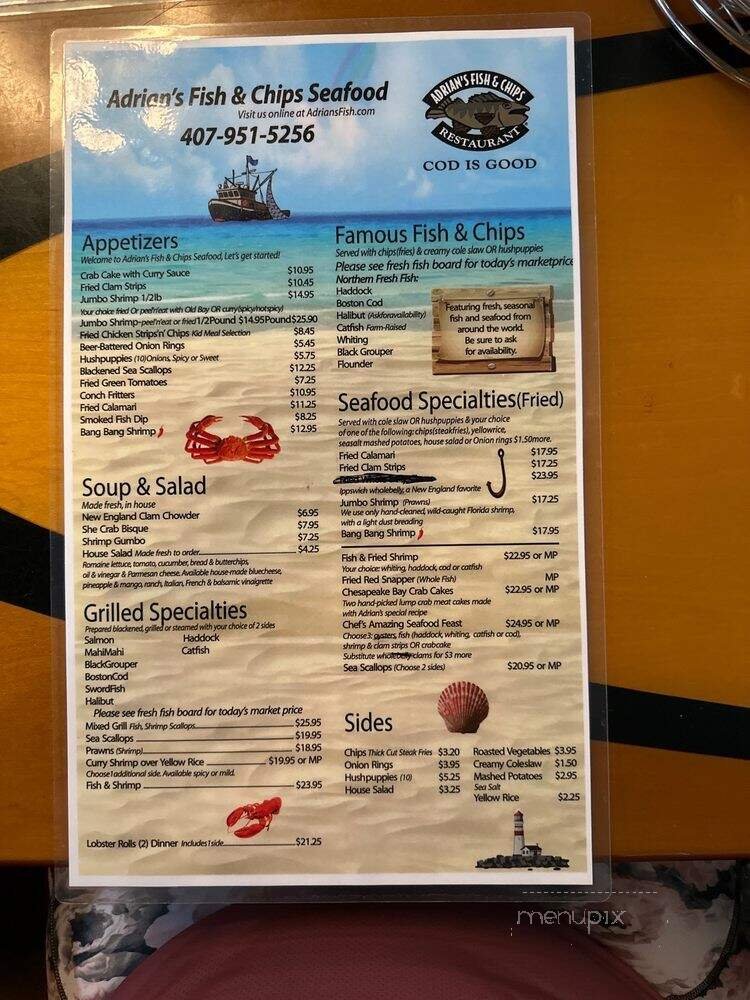 Adrian's Fish & Chips Seafood
Visit us online at AdriansFish.com
407-951-5256
ADRIAN'S FISH & CHIPS
RESTAURANT
COD IS GOOD
Appetizers
Welcome to Adrian's Fish & Chips Seafood, Let's get started!
Crab Cake with Curry Sauce $10.95
Fried Clam Strips $10.45
Jumbo Shrimp 1/2lb $14.95
Your choice fried Or peel'n'eat with Old Bay OR curry(spicy/notspicy)
Jumbo Shrimp-peel'n'eat or fried 1/2Pound $14.95Pound$25.90
Fried Chicken Strips'n' Chips Kid Meal Selection $8.45
Beer-Battered Onion Rings $5.45
Hushpuppies (10)Onions, Spicy or Sweet $5.75
Blackened Sea Scallops $12.25
Fried Green Tomatoes $7.25
Conch Fritters $10.95
Fried Calamari $11.25
Smoked Fish Dip $8.25
Bang Bang Shrimp $12.95
Soup & Salad
Made fresh, in house
New England Clam Chowder $6.95
She Crab Bisque $7.95
Shrimp Gumbo $7.25
House Salad Made fresh to order $4.25
Romaine lettuce, tomato, cucumber, bread & butterchips,
oil & vinegar & Parmesan cheese. Available house-made bluecheese,
pineapple & mango, ranch, Italian, French & balsamic vinaigrette
Grilled Specialties
Prepared blackened, grilled or steamed with your choice of 2 sides
Salmon Haddock
MahiMahi Catfish
BlackGrouper
BostonCod
SwordFish
Halibut
Please see fresh fish board for today's market price
Mixed Grill Fish, Shrimp Scallops $25.95
Sea Scallops $19.95
Prawns (Shrimp) $18.95
Curry Shrimp over Yellow Rice $19.95 or MP
Choose1additional side. Available spicy or mild.
Fish & Shrimp $23.95
Lobster Rolls (2) Dinner Includes1side $21.25
Famous Fish & Chips
Served with chips(fries) & creamy cole slaw OR hushpuppies
Please see fresh fish board for today's marketprice
Northern Fresh Fish:
Haddock
Boston Cod
Halibut (Askforavailability)
Catfish Farm-Raised
Whiting
Black Grouper
Flounder
Featuring fresh, seasonal
fish and seafood from
around the world.
Be sure to ask
for availability.
Seafood Specialties(Fried)
Served with cole slaw OR hushpuppies & your choice
of one of the following: chips(steakfries), yellowrice,
seasalt mashed potatoes, house salad or Onion rings $1.50more.
Fried Calamari $17.95
Fried Clam Strips $17.25
$23.95
Ippswich wholebelly, a New England favorite
Jumbo Shrimp (Prawns) $17.25
We use only hand-cleaned, wild-caught Florida shrimp,
with a light dust breading
Bang Bang Shrimp $17.95
Fish & Fried Shrimp $22.95 or MP
Your choice: whiting, haddock, cod or catfish
Fried Red Snapper (Whole Fish) MP
Chesapeake Bay Crab Cakes $22.95 or MP
Two hand-picked lump crab meat cakes made
with Adrian's special recipe
Chef's Amazing Seafood Feast $24.95 or MP
Choose3: oysters, fish (haddock, whiting, catfish or cod),
shrimp & clam strips OR crabcake
Substitute wholebelly clams for $3 more
Sea Scallops (Choose 2 sides) $20.95 or MP
Sides
Chips Thick Cut Steak Fries $3.20
Onion Rings $3.95
Hushpuppies (10) $5.25
House Salad $3.25
Roasted Vegetables $3.95
Creamy Coleslaw $1.50
Mashed Potatoes $2.95
Sea Salt
Yellow Rice $2.25
menupix